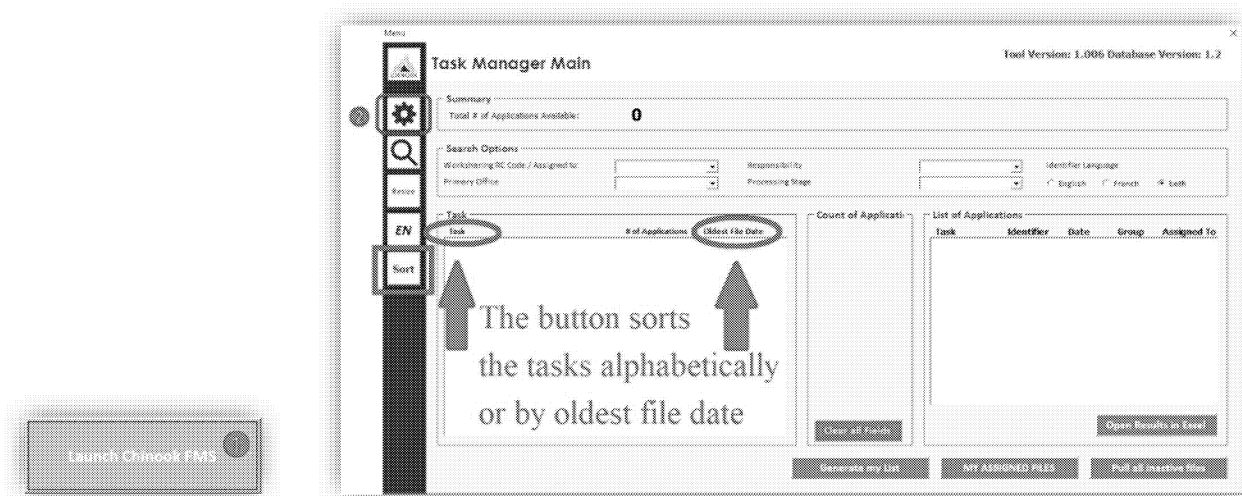 Menu
Task Manager Main
Tool Version: 1.006 Database Version: 1.2
Summary
Total # of Applications Available:
0
2
Search Options
Worksharing RC Code / Assigned to
Responsibility
Identifier Language
Primary Office
Processing Stage
English
French
Both
Resize
EN
Sort
Task
Task
# of Applications
Oldest File Date
Count of Applicati
List of Applications
Task
Identifier
Date
Group
Assigned To
The button sorts
the tasks alphabetically
or by oldest file date
Clear all Fields
Open Results in Excel
Generate my List
MY ASSIGNED FILES
Pull all inactive files
Launch Chinook FMS
1